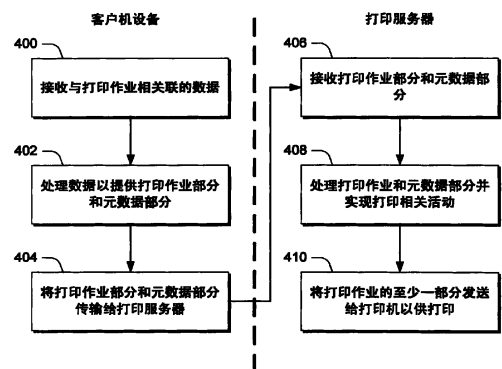 客户机设备
400
接收与打印作业相关联的数据
402
处理数据以提供打印作业部分
和元数据部分
404
将打印作业部分和元数据部分
传输给打印服务器
打印服务器
406
接收打印作业部分和元数据部
分
408
处理打印作业和元数据部分并
实现打印相关活动
410
将打印作业的至少一部分发送
给打印机以供打印